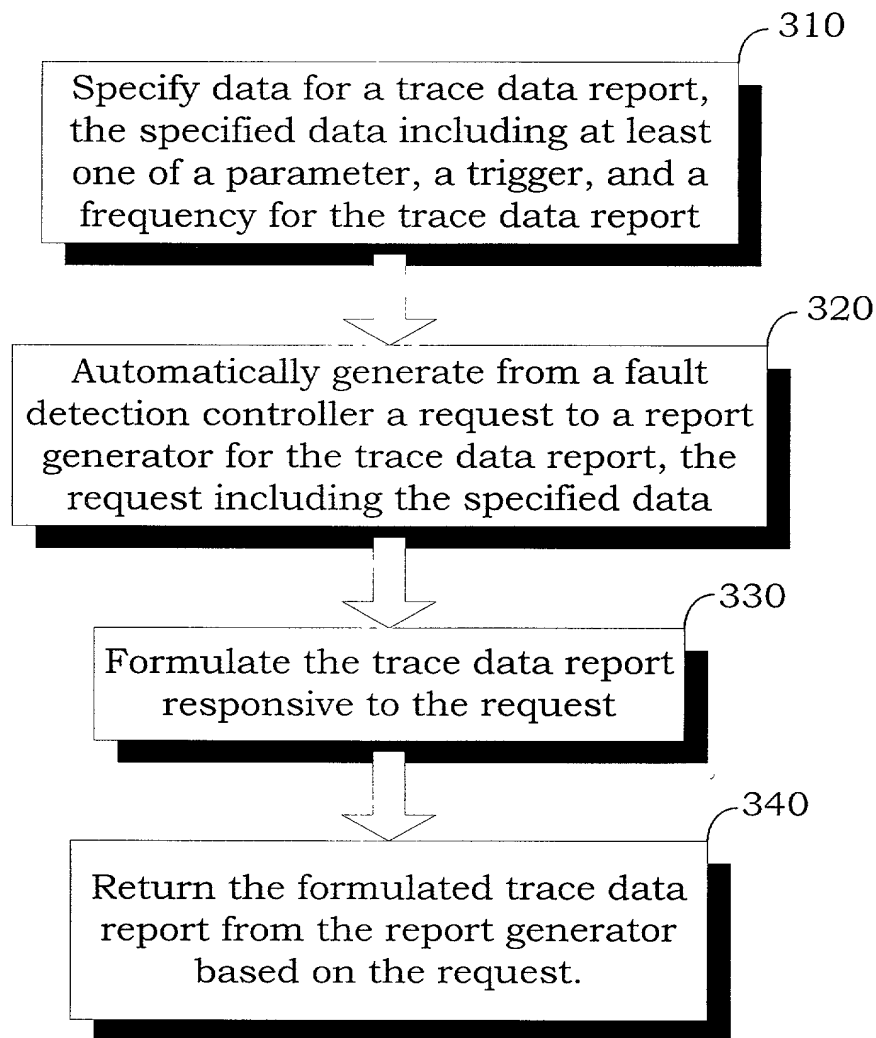 310
Specify data for a trace data report,
the specified data including at least
one of a parameter, a trigger, and a
frequency for the trace data report
320
Automatically generate from a fault
detection controller a request to a report
generator for the trace data report, the
request including the specified data
330
Formulate the trace data report
responsive to the request
340
Return the formulated trace data
report from the report generator
based on the request.